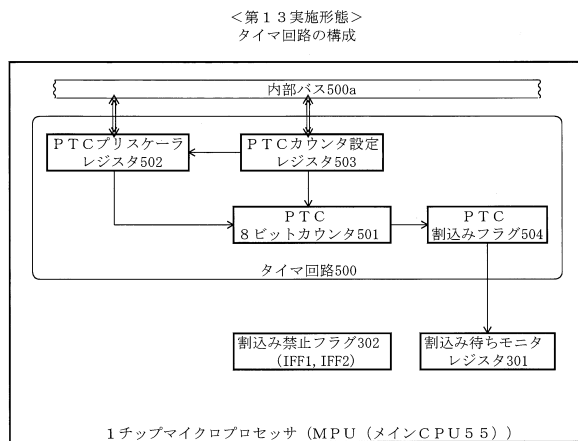 ＜第１３実施形態＞
タイマ回路の構成
内部バス500a
ＰＴＣプリスケーラ
レジスタ502
ＰＴＣカウンタ設定
レジスタ503
ＰＴＣ
８ビットカウンタ501
ＰＴＣ
割込みフラグ504
タイマ回路500
割込み禁止フラグ302
(IFF1, IFF2)
割込み待ちモニタ
レジスタ301
１チップマイクロプロセッサ（ＭＰＵ（メインＣＰＵ５５））